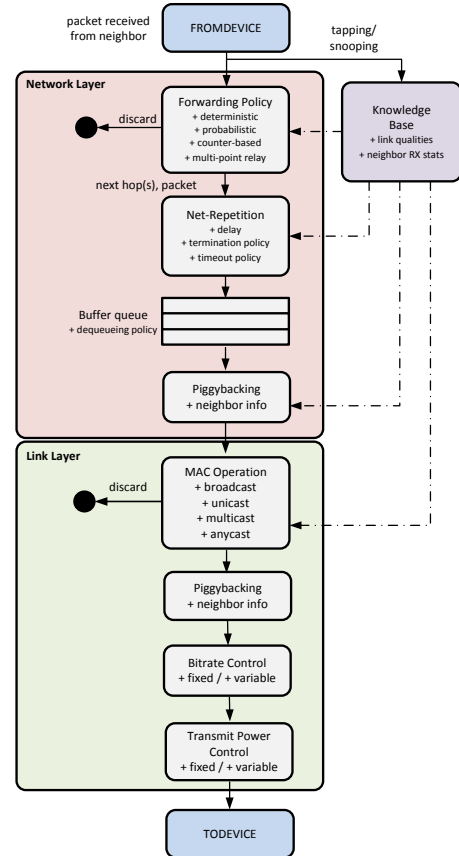 packet received
from neighbor
FROMDEVICE
tapping/
snooping
Network Layer
Forwarding Policy
+ deterministic
+ probabilistic
+ counter-based
+ multi-point relay
discard
Knowledge
Base
+ link qualities
+ neighbor RX stats
next hop(s), packet
Net-Repetition
+ delay
+ termination policy
+ timeout policy
Buffer queue
+ dequeueing policy
Piggybacking
+ neighbor info
Link Layer
MAC Operation
+ broadcast
+ unicast
+ multicast
+ anycast
discard
Piggybacking
+ neighbor info
Bitrate Control
+ fixed / + variable
Transmit Power
Control
+ fixed / + variable
TODEVICE